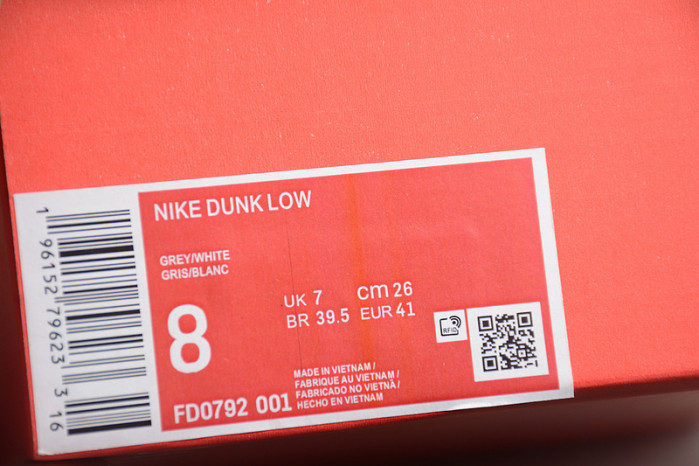 NIKE DUNK LOW
GREY/WHITE
GRIS/BLANC
8
UK 7 cm 26
BR 39.5 EUR 41
RFID
FD0792 001
MADE IN VIETNAM /
FABRIQUE AU VIETNAM /
FABRICADO NO VIETNÃ /
HECHO EN VIETNAM
1 96152 79623 3 16